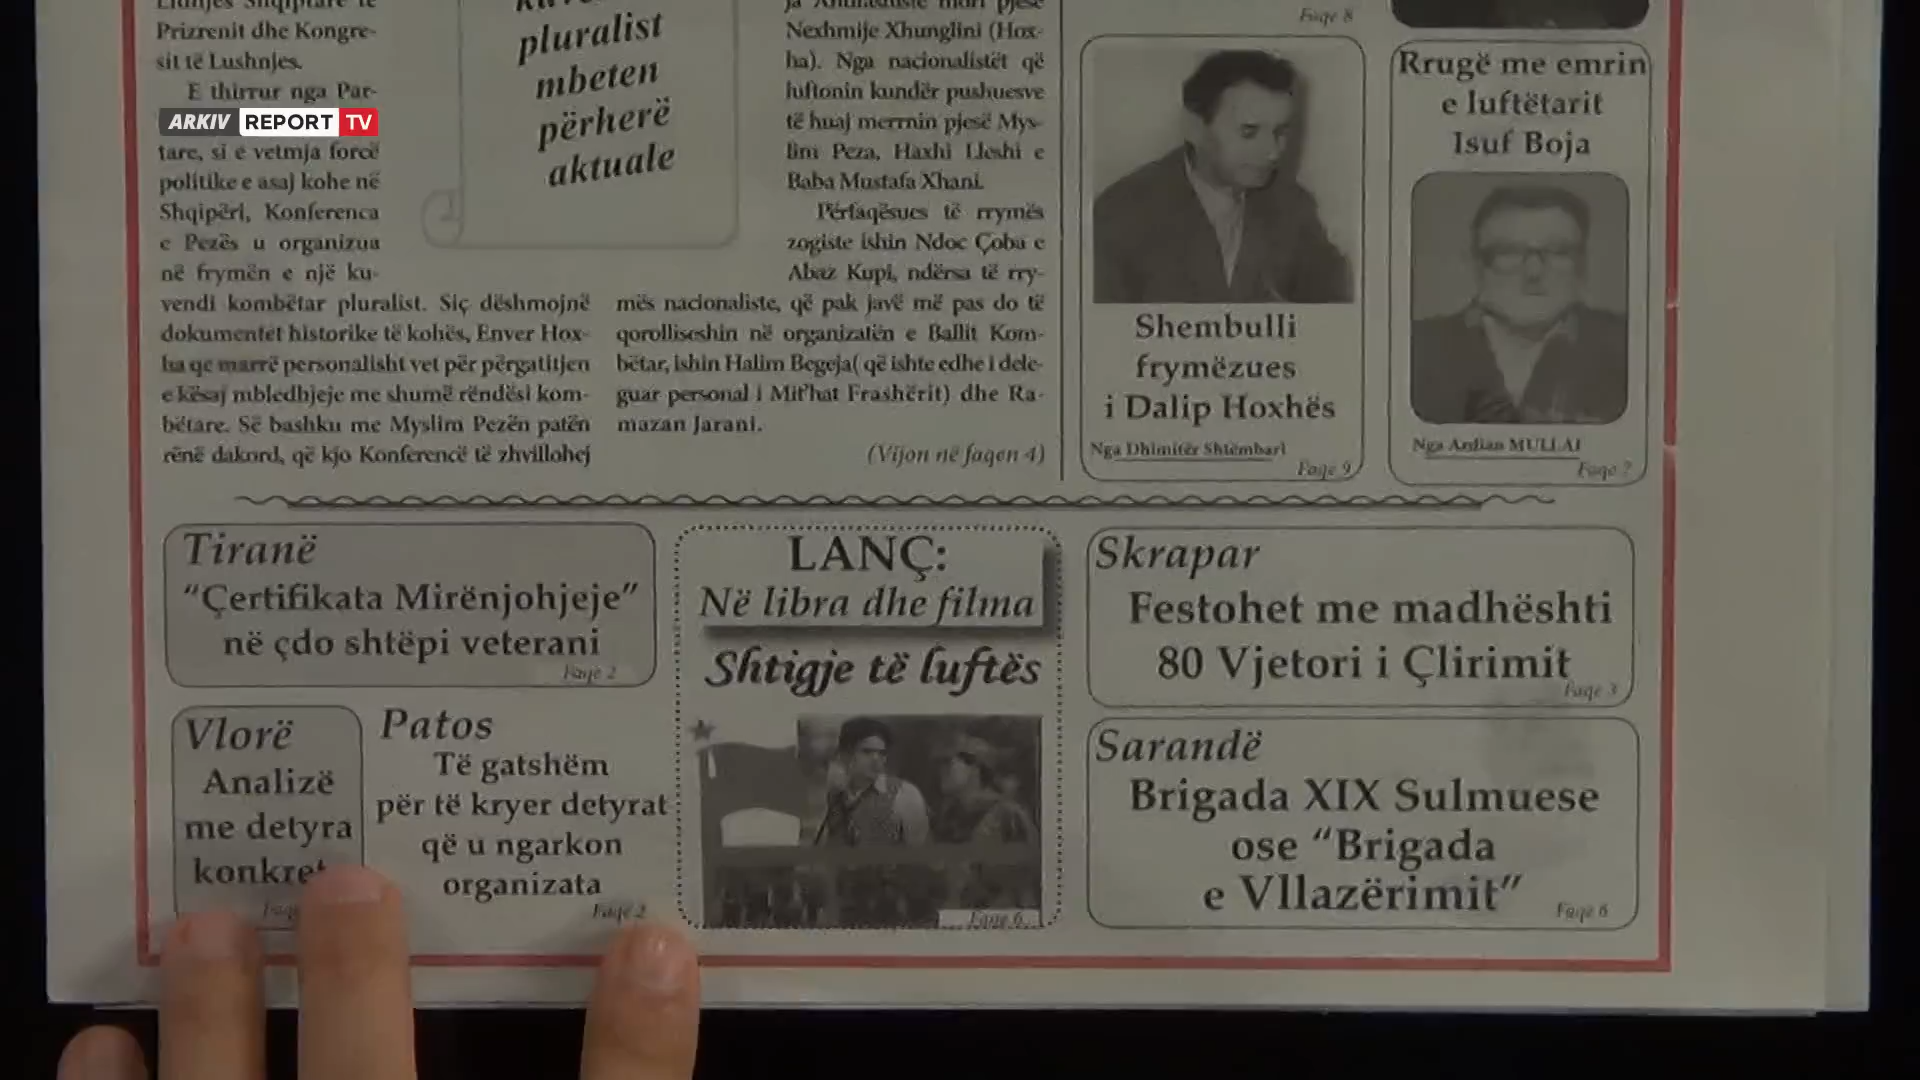 Prizrenit dhe Kongre-
sit të Lushnjes.
E thirrur nga Par-
ARKIV REPORT TV
tare, si e vetmja forcë
politike e asaj kohe në
Shqipëri, Konferenca
e Pezës u organizua
në frymën e një ku-
vendi kombëtar pluralist. Siç dëshmojnë
dokumentet historike të kohës, Enver Hox-
ha qe marrë personalisht vet për përgatitjen
e kësaj mbledhjeje me shumë rëndësi kom-
bëtare. Së bashku me Myslim Pezën patën
rënë dakord, që kjo Konferencë të zhvillohej
pluralist
mbeten
përherë
aktuale
Nexhmije Xhunglini (Hox-
ha). Nga nacionalistët që
luftonin kundër pushuesve
të huaj merrnin pjesë Mys-
lim Peza, Haxhi Lleshi e
Baba Mustafa Xhani.
Përfaqësues të rrymës
zogiste ishin Ndoc Çoba e
Abaz Kupi, ndërsa të rry-
mës nacionaliste, që pak javë më pas do të
qorolliseshin në organizatën e Ballit Kom-
bëtar, ishin Halim Begeja( që ishte edhe i dele-
guar personal i Mit'hat Frashërit) dhe Ra-
mazan Jarani.
(Vijon në faqen 4)
Faqe 8
Shembulli
frymëzues
i Dalip Hoxhës
Nga Dhimitër Shtëmbari
Faqe 9
Rrugë me emrin
e luftëtarit
Isuf Boja
Nga Ardian MULLAI
Faqe 7
Tiranë
“Çertifikata Mirënjohjeje”
në çdo shtëpi veterani
Faqe 2
Vlorë
Analizë
me detyra
Patos
Të gatshëm
për të kryer detyrat
që u ngarkon
organizata
Faqe 2
LANÇ:
Në libra dhe filma
Shtigje të luftës
Faqe 6
Skrapar
Festohet me madhështi
80 Vjetori i Çlirimit
Faqe 3
Sarandë
Brigada XIX Sulmuese
ose “Brigada
e Vllazërimit”
Faqe 6